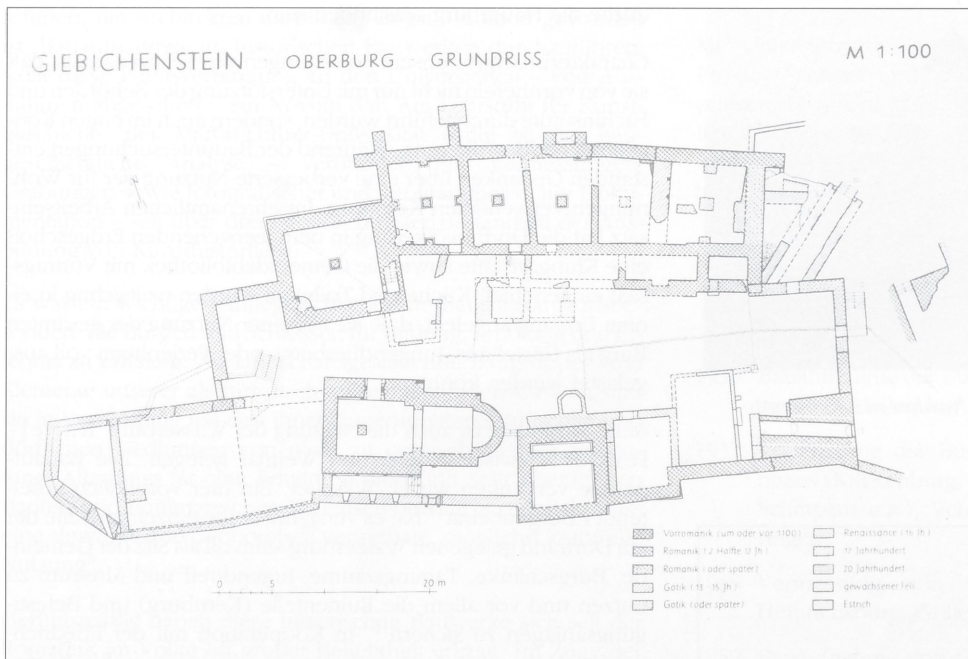 GIEBICHENSTEIN OBERBURG GRUNDRISS
M 1:100
Vorromanik (um oder vor 1100)
Romanik (2. Hälfte 12. Jh.)
Romanik (oder später)
Gotik (13.-15. Jh.)
Gotik (oder später)
Renaissance (16. Jh.)
17. Jahrhundert
20. Jahrhundert
gewachsener Fels
Estrich
0 10 20 m